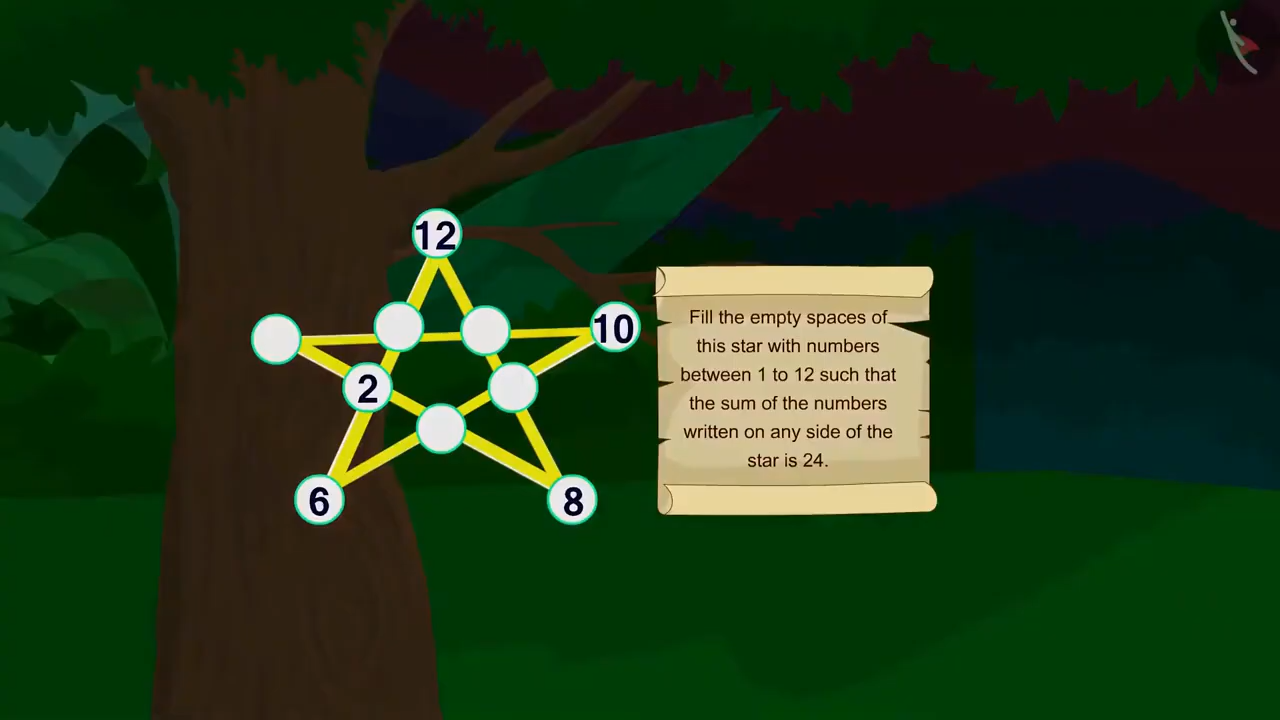 12
10
2
6
8
Fill the empty spaces of
this star with numbers
between 1 to 12 such that
the sum of the numbers
written on any side of the
star is 24.